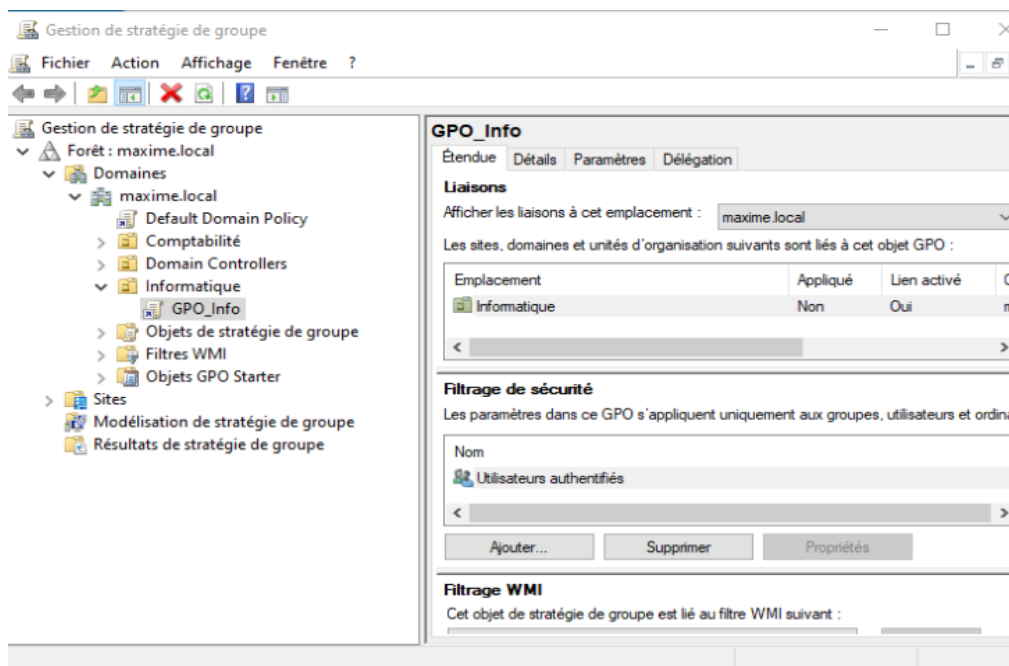 Gestion de stratégie de groupe
Fichier Action Affichage Fenêtre ?
Gestion de stratégie de groupe
Forêt : maxime.local
Domaines
maxime.local
Default Domain Policy
Comptabilité
Domain Controllers
Informatique
GPO_Info
Objets de stratégie de groupe
Filtres WMI
Objets GPO Starter
Sites
Modélisation de stratégie de groupe
Résultats de stratégie de groupe
GPO_Info
Étendue Détails Paramètres Délégation
Liaisons
Afficher les liaisons à cet emplacement : maxime.local
Les sites, domaines et unités d'organisation suivants sont liés à cet objet GPO :
Emplacement Appliqué Lien activé
Informatique Non Oui
Filtrage de sécurité
Les paramètres dans ce GPO s'appliquent uniquement aux groupes, utilisateurs et
Nom
Utilisateurs authentifiés
Ajouter... Supprimer Propriétés
Filtrage WMI
Cet objet de stratégie de groupe est lié au filtre WMI suivant :